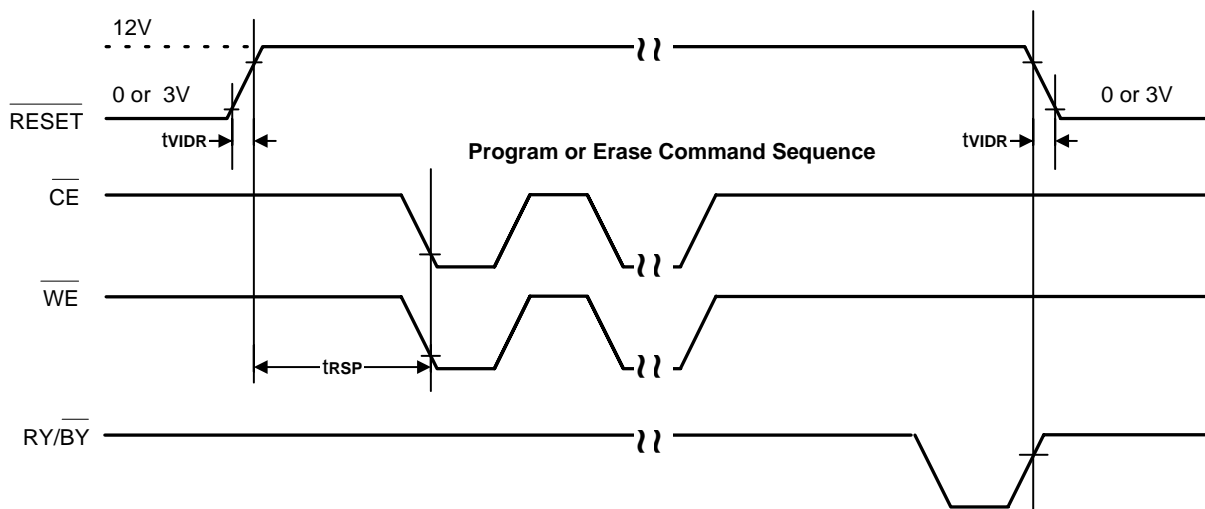 12V
0 or 3V
0 or 3V
RESET
tVIDR
tVIDR
Program or Erase Command Sequence
CE
WE
tRSP
RY/BY